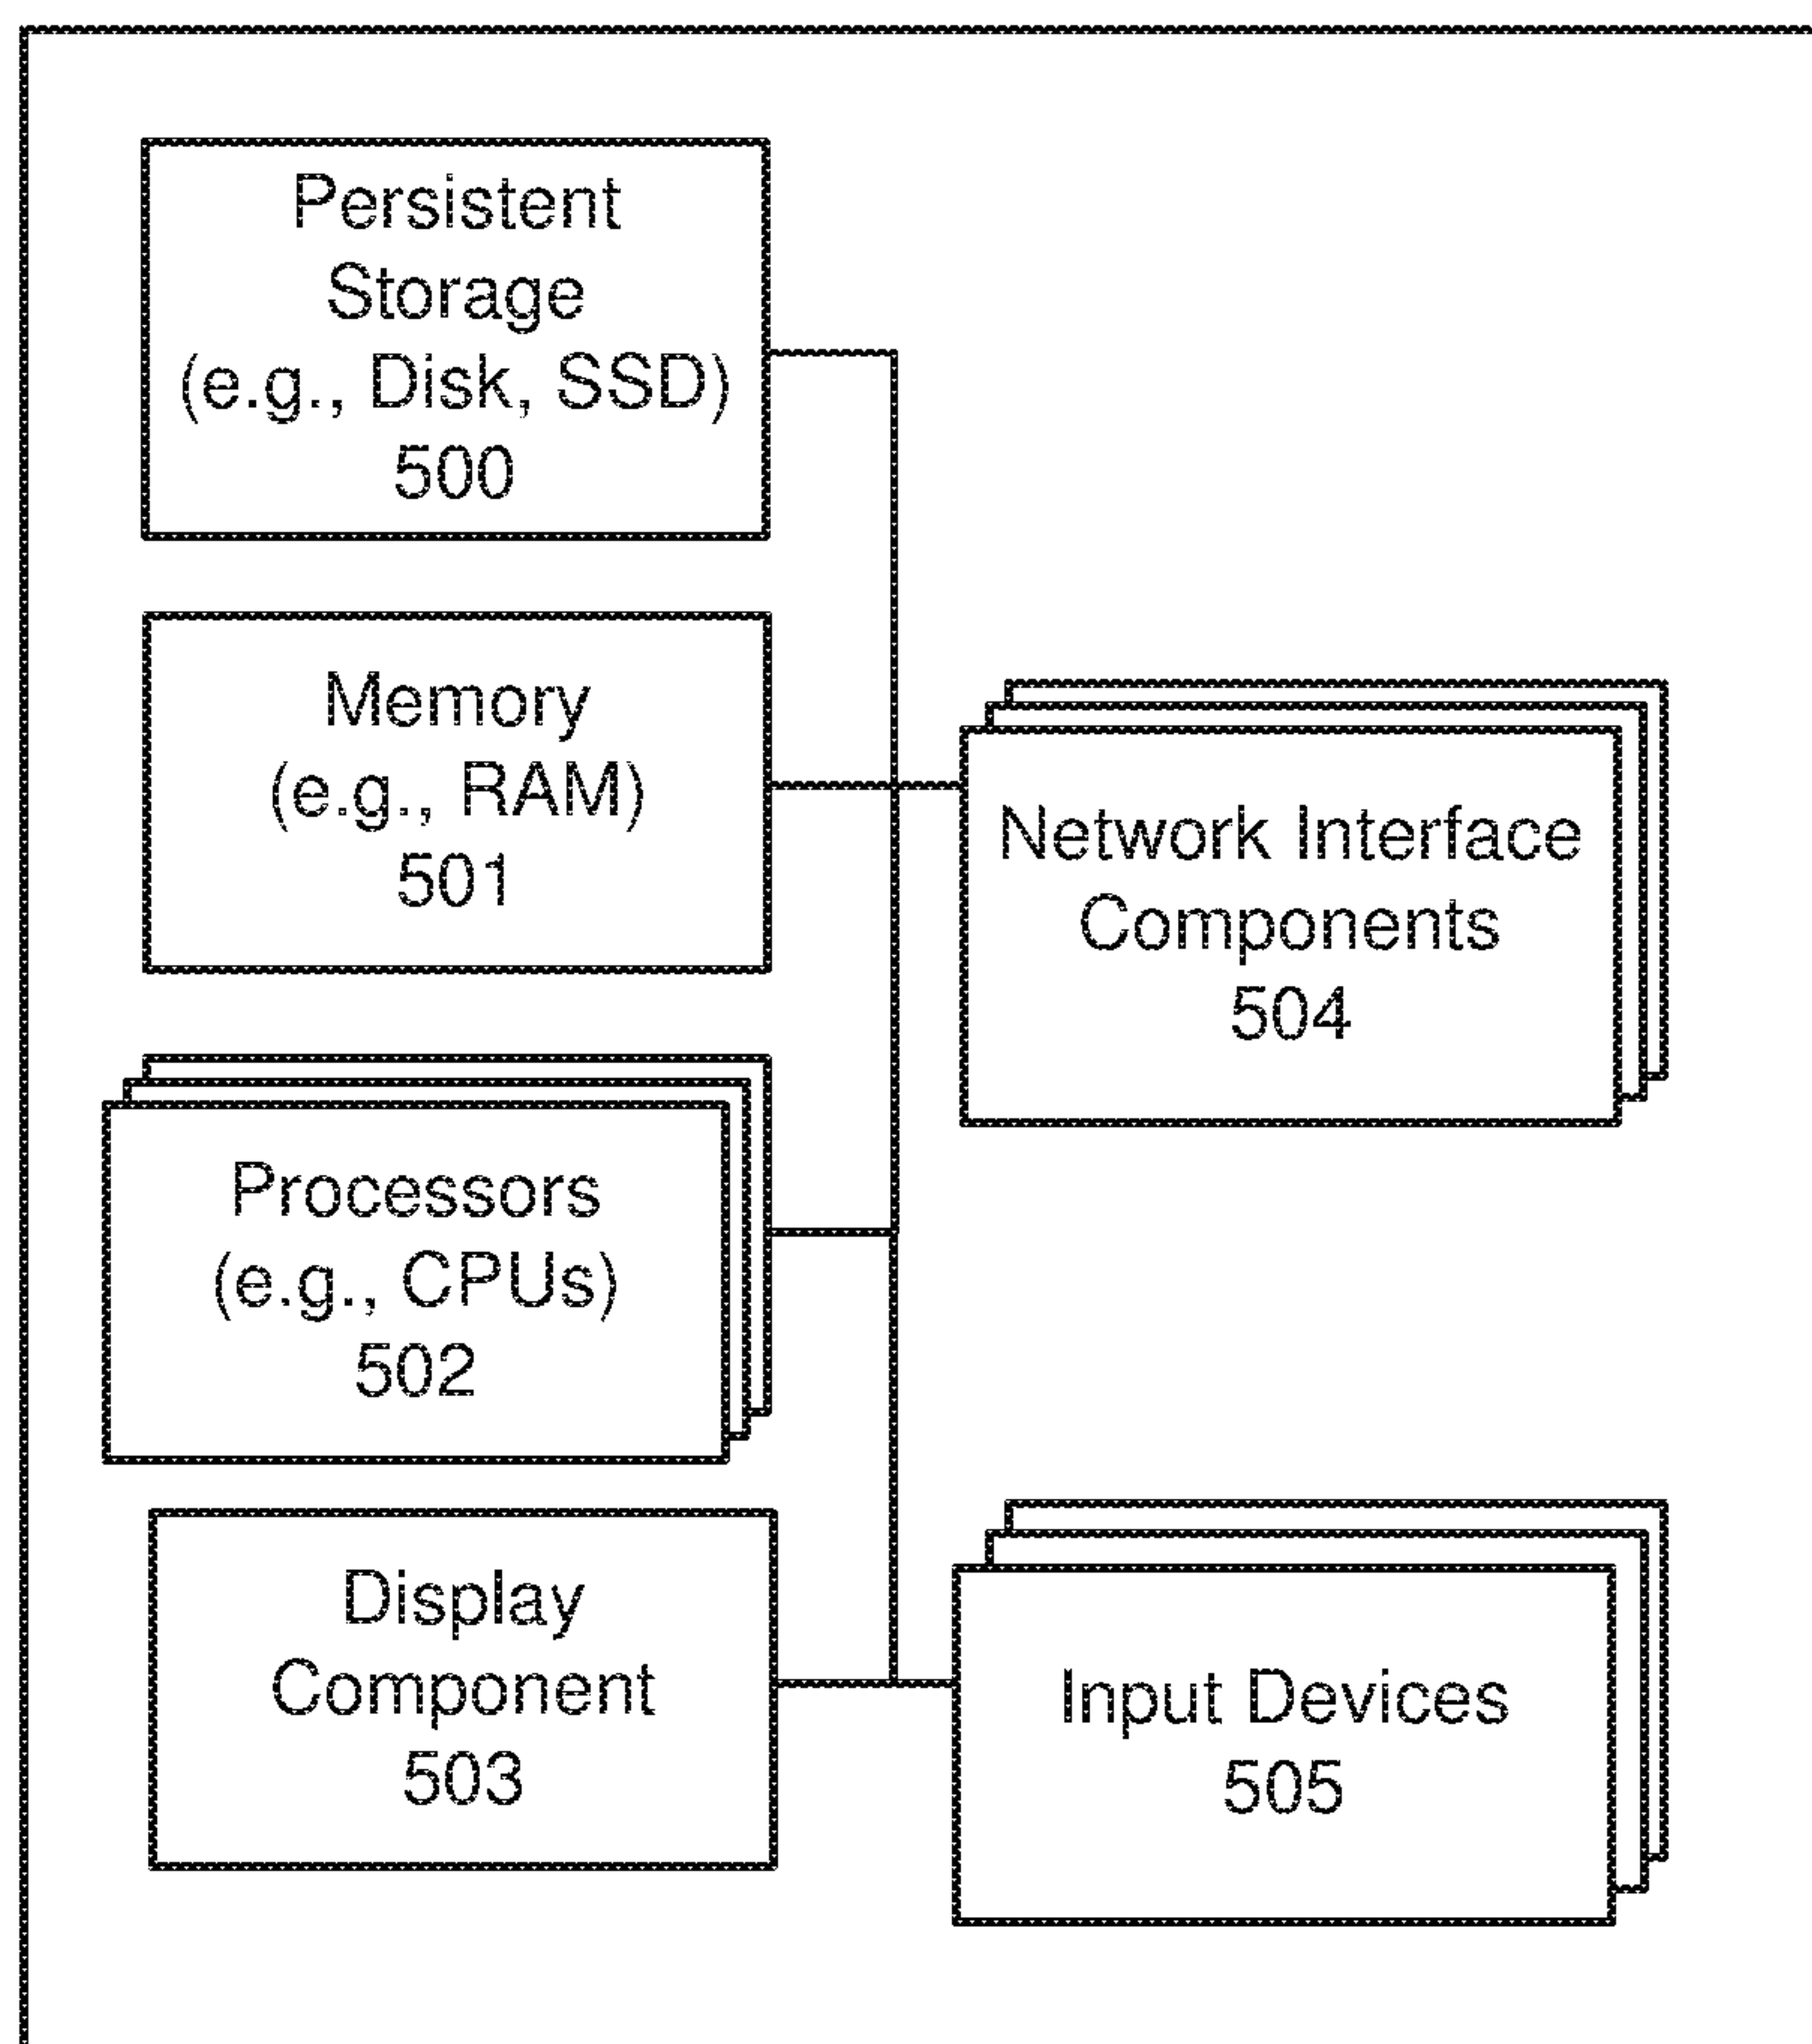 Persistent
Storage
(e.g., Disk, SSD)
500
Memory
(e.g., RAM)
501
Network Interface
Components
504
Processors
(e.g., CPUs)
502
Display
Component
503
Input Devices
505